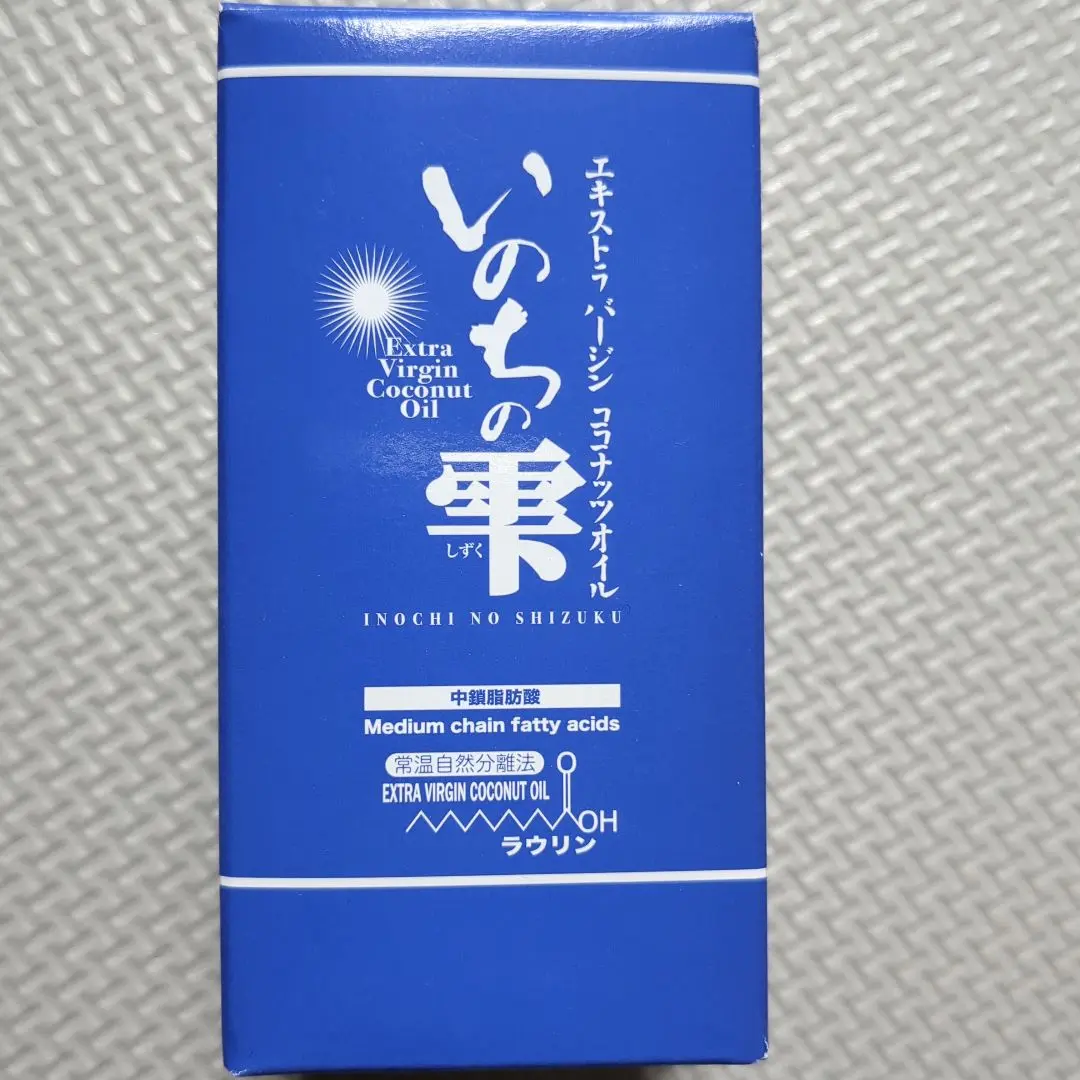 エキストラ バージン ココナッツオイル
いのちの雫
しずく
Extra
Virgin
Coconut
Oil
INOCHI NO SHIZUKU
中鎖脂肪酸
Medium chain fatty acids
常温自然分離法
EXTRA VIRGIN COCONUT OIL
O
OH
ラウリン